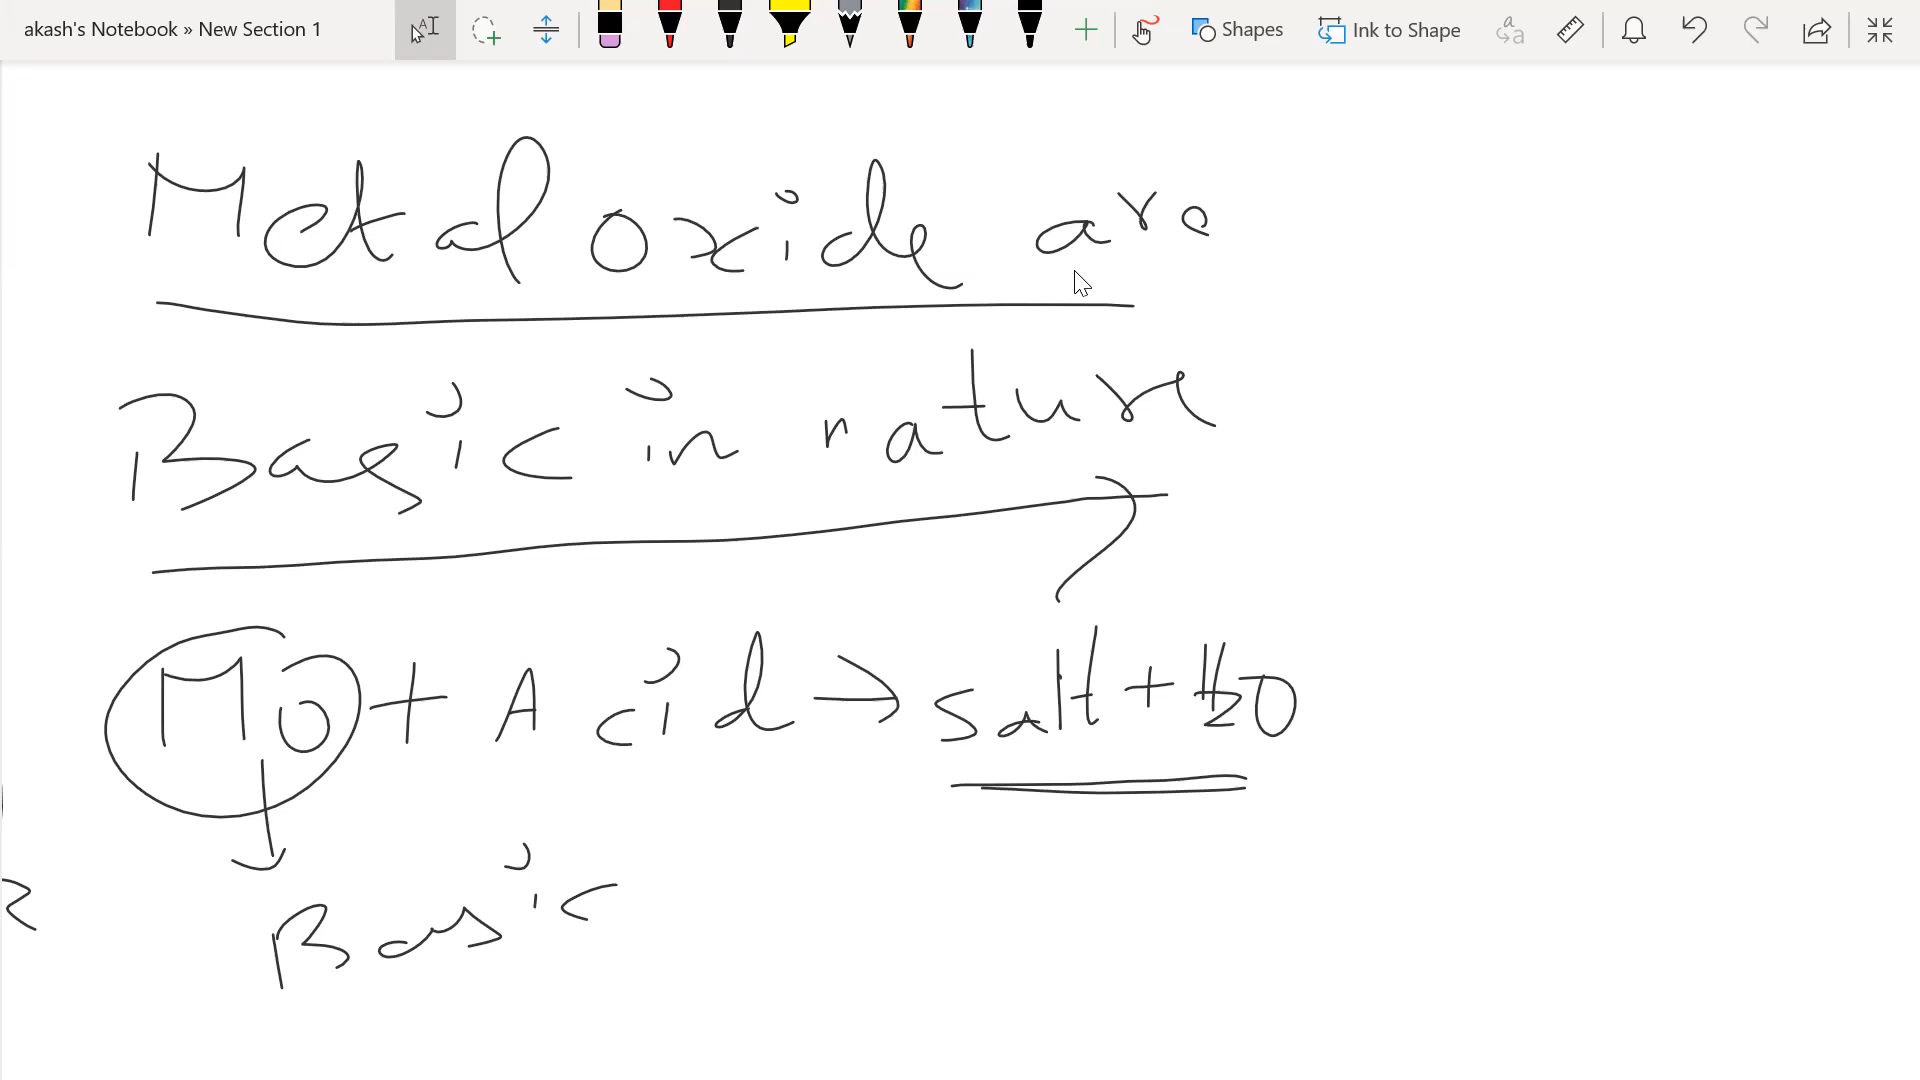 akash's Notebook » New Section 1
Shapes
Ink to Shape
Metal oxide are
Basic in nature
MO + Acid → Salt + H2O
Basic